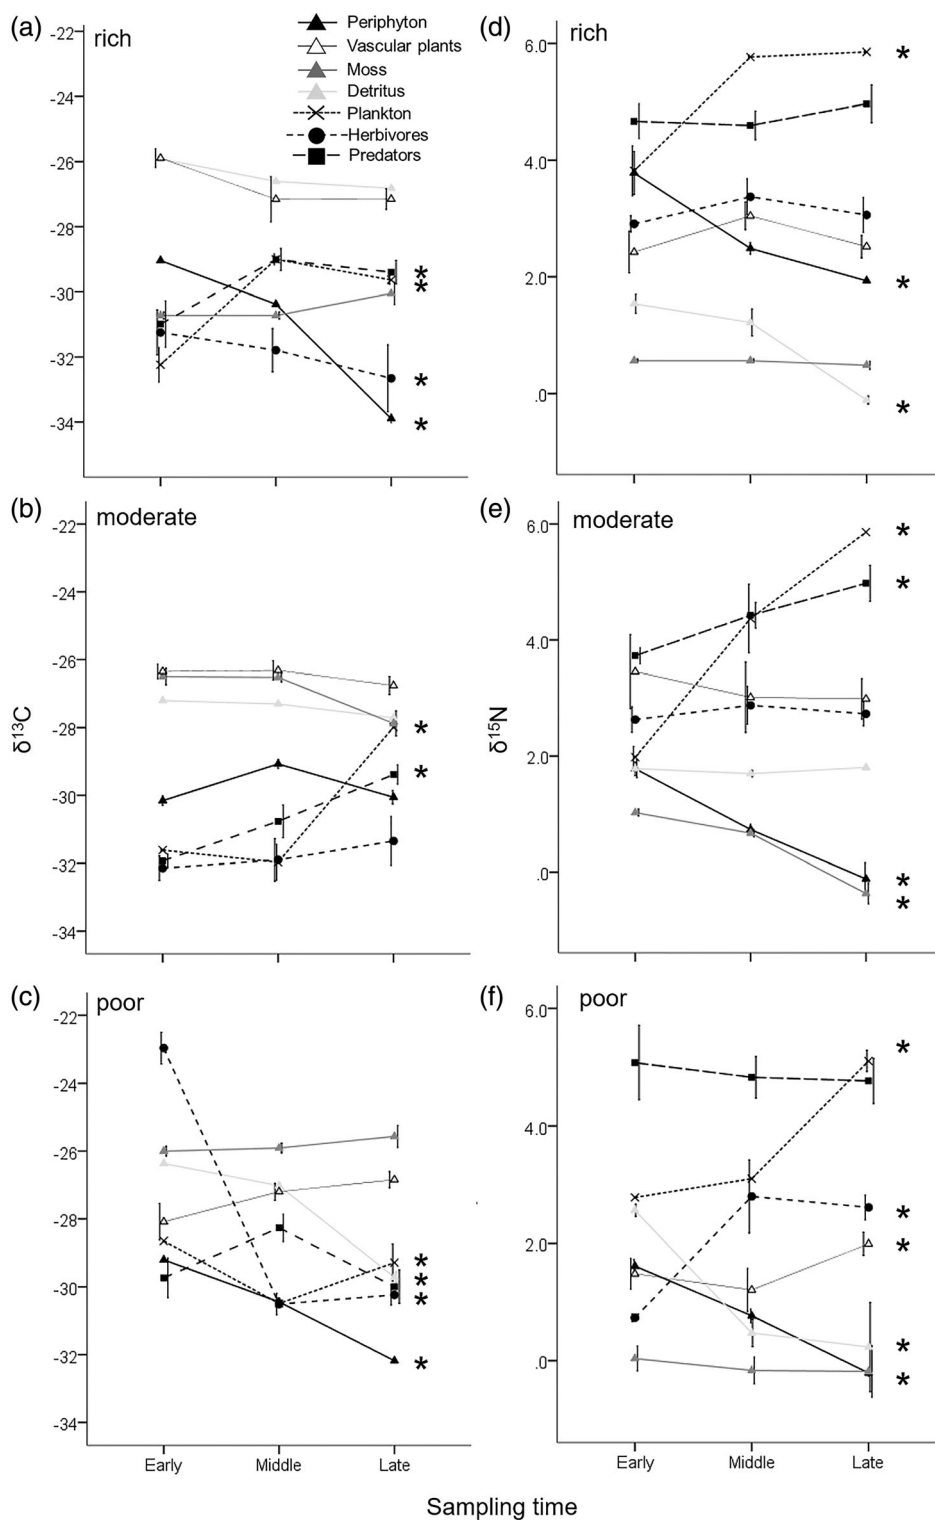 (a)
rich
Periphyton
Vascular plants
Moss
Detritus
Plankton
Herbivores
Predators
-22
-24
-26
-28
-30
-32
-34
*
*
*
*
(d)
rich
6.0
4.0
2.0
.0
*
*
*
(b)
moderate
-22
-24
-26
-28
-30
-32
-34
δ13C
*
*
(e)
moderate
6.0
4.0
2.0
.0
δ15N
*
*
*
*
(c)
poor
-22
-24
-26
-28
-30
-32
-34
*
*
*
*
Early Middle Late
(f)
poor
6.0
4.0
2.0
.0
*
*
*
*
*
Early Middle Late
Sampling time